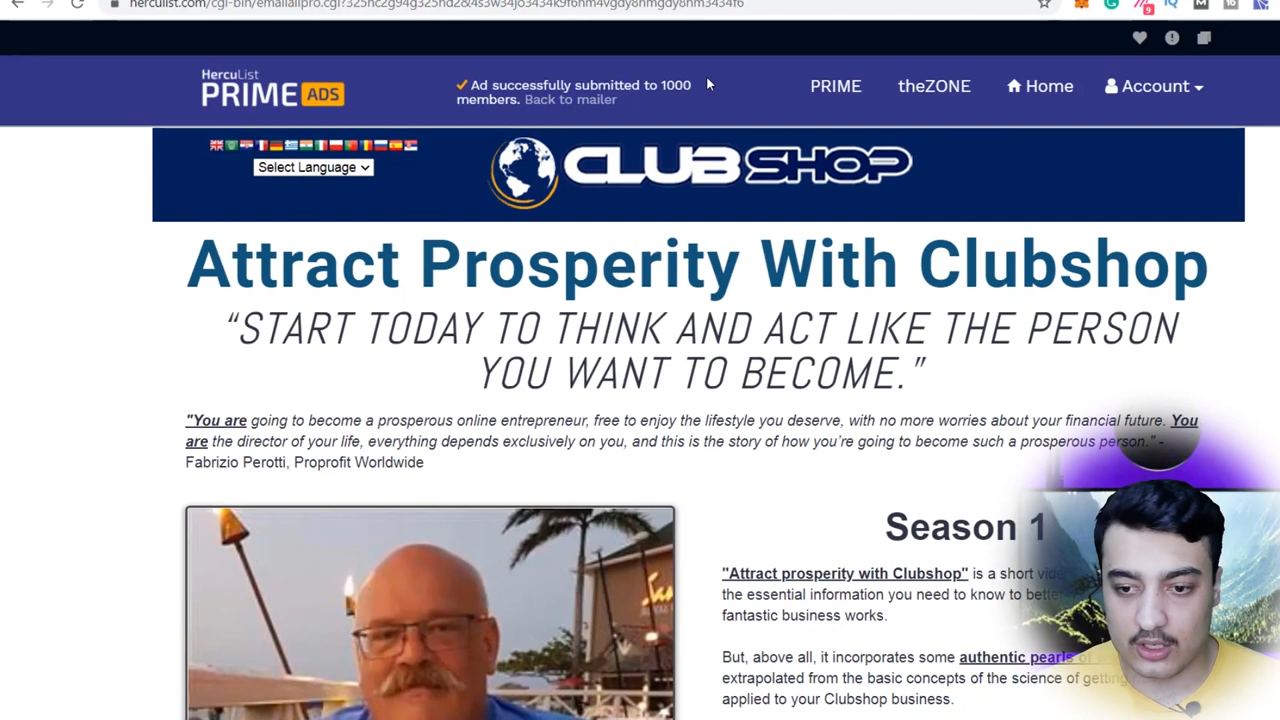 HercuList
PRIME ADS
Ad successfully submitted to 1000
members. Back to mailer
PRIME
theZONE
Home
Account
Select Language
CLUBSHOP
Attract Prosperity With Clubshop
“START TODAY TO THINK AND ACT LIKE THE PERSON
YOU WANT TO BECOME.”
"You are going to become a prosperous online entrepreneur, free to enjoy the lifestyle you deserve, with no more worries about your financial future. You
are the director of your life, everything depends exclusively on you, and this is the story of how you’re going to become such a prosperous person." -
Fabrizio Perotti, Proprofit Worldwide
Season 1
"Attract prosperity with Clubshop" is a short
the essential information you need to know to
fantastic business works.
But, above all, it incorporates some authentic pearls
extrapolated from the basic concepts of the science of
applied to your Clubshop business.